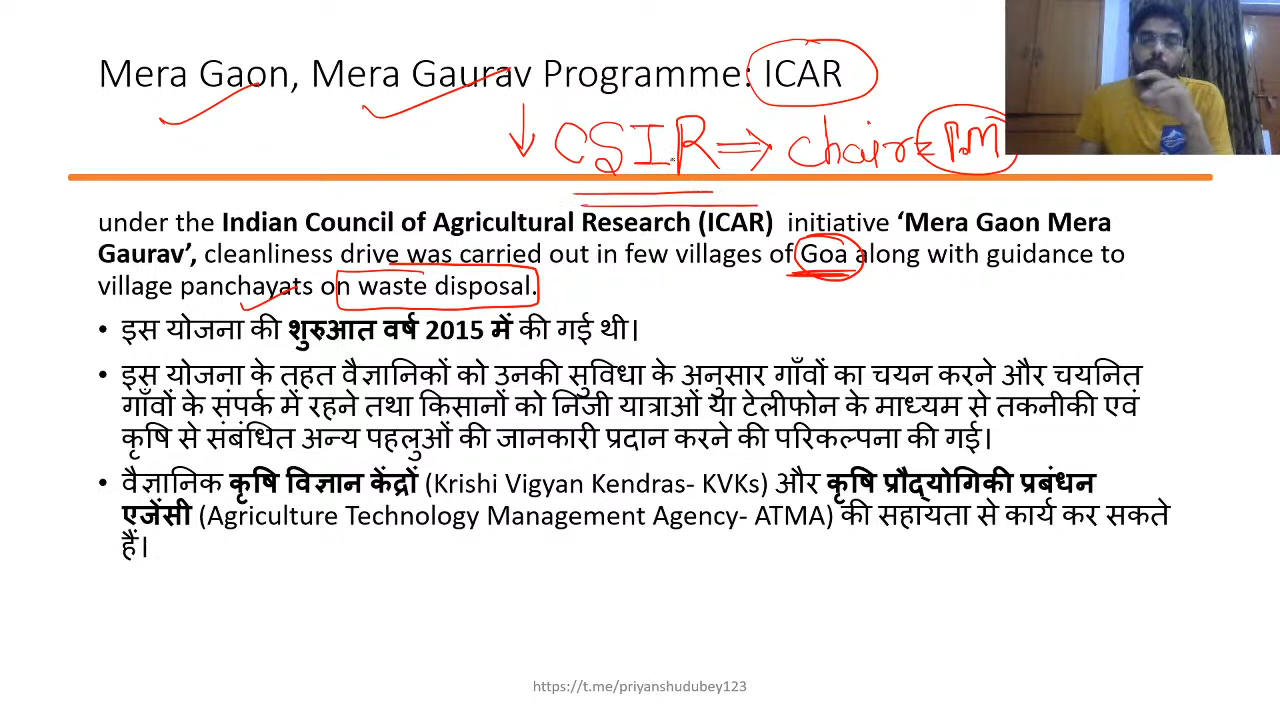 Mera Gaon, Mera Gaurav Programme: ICAR
CSIR ⇒ chair = PM
under the Indian Council of Agricultural Research (ICAR) initiative ‘Mera Gaon Mera
Gaurav’, cleanliness drive was carried out in few villages of Goa along with guidance to
village panchayats on waste disposal.
• इस योजना की शुरुआत वर्ष 2015 में की गई थी।
• इस योजना के तहत वैज्ञानिकों को उनकी सुविधा के अनुसार गाँवों का चयन करने और चयनित
गाँवों के संपर्क में रहने तथा किसानों को निजी यात्राओं या टेलीफोन के माध्यम से तकनीकी एवं
कृषि से संबंधित अन्य पहलुओं की जानकारी प्रदान करने की परिकल्पना की गई।
• वैज्ञानिक कृषि विज्ञान केंद्रों (Krishi Vigyan Kendras- KVKs) और कृषि प्रौद्योगिकी प्रबंधन
एजेंसी (Agriculture Technology Management Agency- ATMA) की सहायता से कार्य कर सकते
हैं।
https://t.me/priyanshudubey123